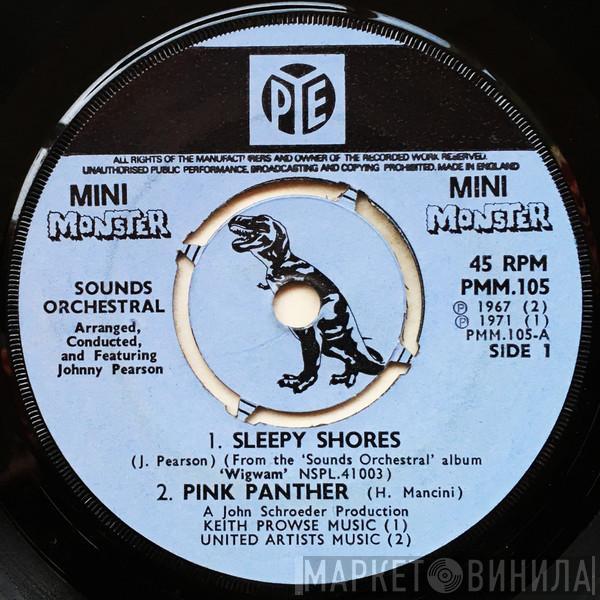 PYE
ALL RIGHTS OF THE MANUFACTURERS AND OWNER OF THE RECORDED WORK RESERVED.
UNAUTHORISED PUBLIC PERFORMANCE, BROADCASTING AND COPYING PROHIBITED. MADE IN ENGLAND
MINI
MONSTER
MINI
MONSTER
SOUNDS
ORCHESTRAL
Arranged,
Conducted,
and Featuring
Johnny Pearson
45 RPM
PMM.105
Ⓟ 1967 (2)
Ⓟ 1971 (1)
PMM.105-A
SIDE 1
1. SLEEPY SHORES
(J. Pearson) (From the 'Sounds Orchestral' album
'Wigwam' NSPL.41003)
2. PINK PANTHER (H. Mancini)
A John Schroeder Production
KEITH PROWSE MUSIC (1)
UNITED ARTISTS MUSIC (2)
МАРКЕТ ВИНИЛА